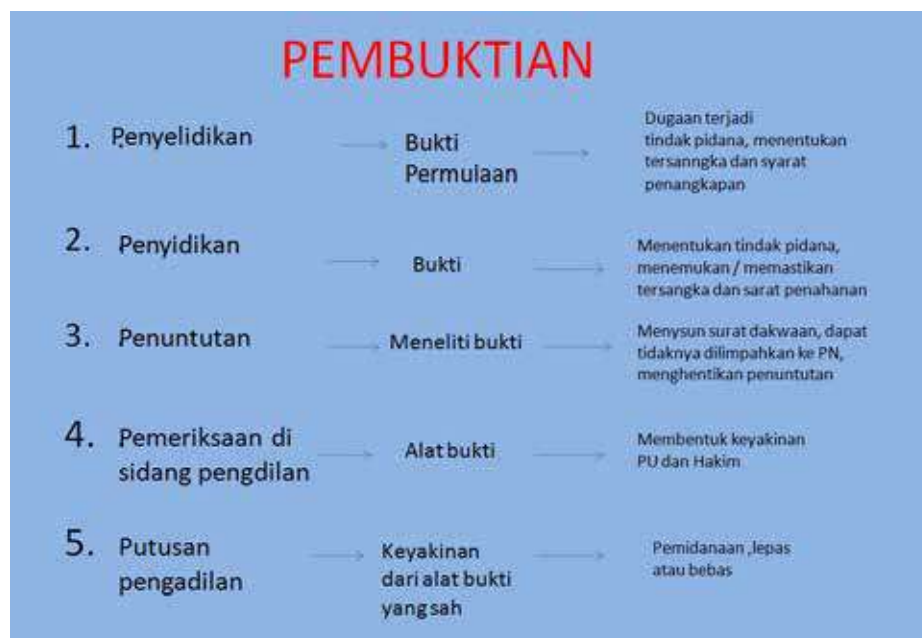 PEMBUKTIAN
1. Penyelidikan
Bukti
Permulaan
Dugaan terjadi
tindak pidana, menentukan
tersanngka dan syarat
penangkapan
2. Penyidikan
Bukti
Menentukan tindak pidana,
menemukan / memastikan
tersangka dan sarat penahanan
3. Penuntutan
Meneliti bukti
Menysun surat dakwaan, dapat
tidaknya dilimpahkan ke PN,
menghentikan penuntutan
4. Pemeriksaan di
sidang pengdilan
Alat bukti
Membentuk keyakinan
PU dan Hakim
5. Putusan
pengadilan
Keyakinan
dari alat bukti
yang sah
Pemidanaan ,lepas
atau bebas